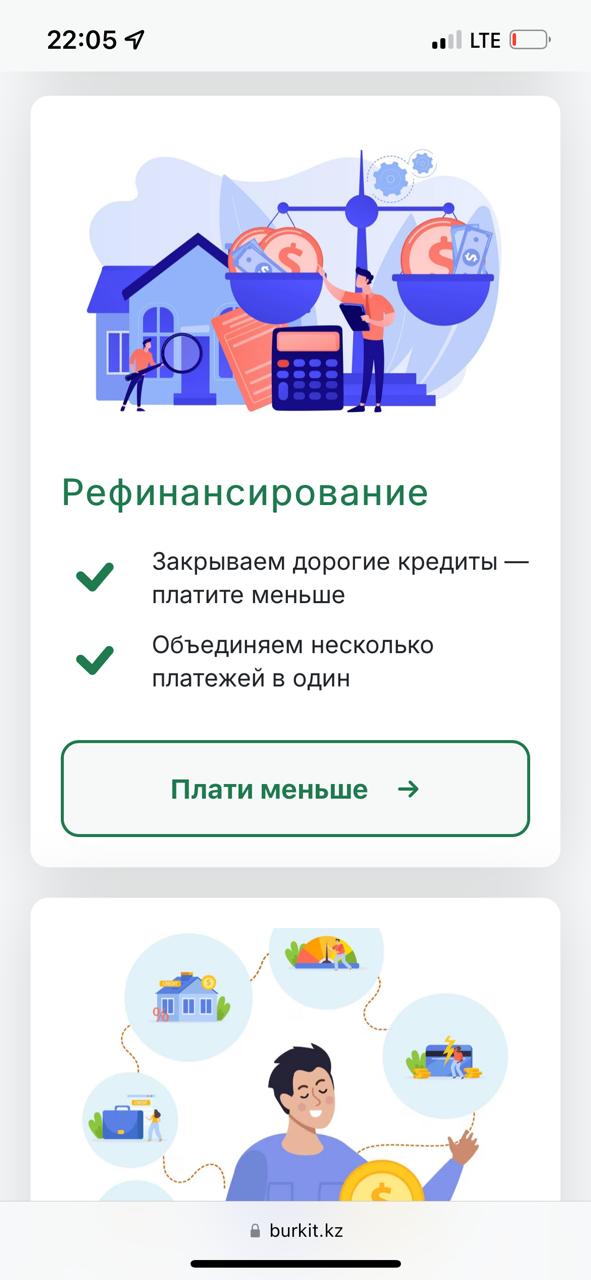 22:05
LTE
Рефинансирование
Закрываем дорогие кредиты —
платите меньше
Объединяем несколько
платежей в один
Плати меньше →
%
burkit.kz